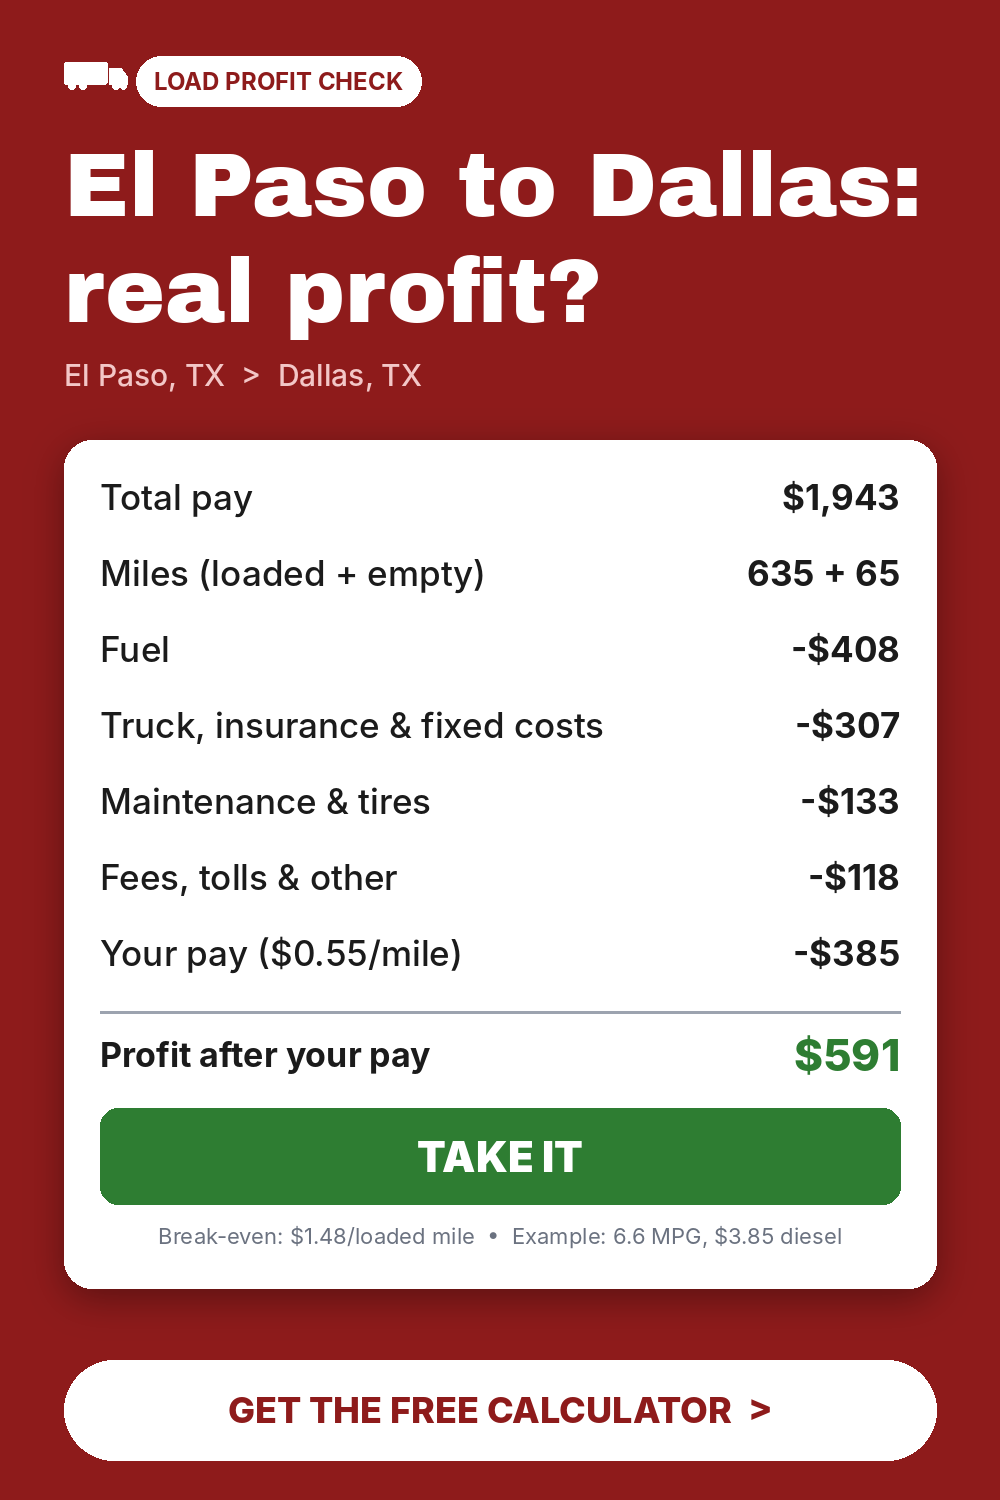 LOAD PROFIT CHECK
El Paso to Dallas:
real profit?
El Paso, TX > Dallas, TX
Total pay $1,943
Miles (loaded + empty) 635 + 65
Fuel -$408
Truck, insurance & fixed costs -$307
Maintenance & tires -$133
Fees, tolls & other -$118
Your pay ($0.55/mile) -$385
Profit after your pay $591
TAKE IT
Break-even: $1.48/loaded mile • Example: 6.6 MPG, $3.85 diesel
GET THE FREE CALCULATOR >